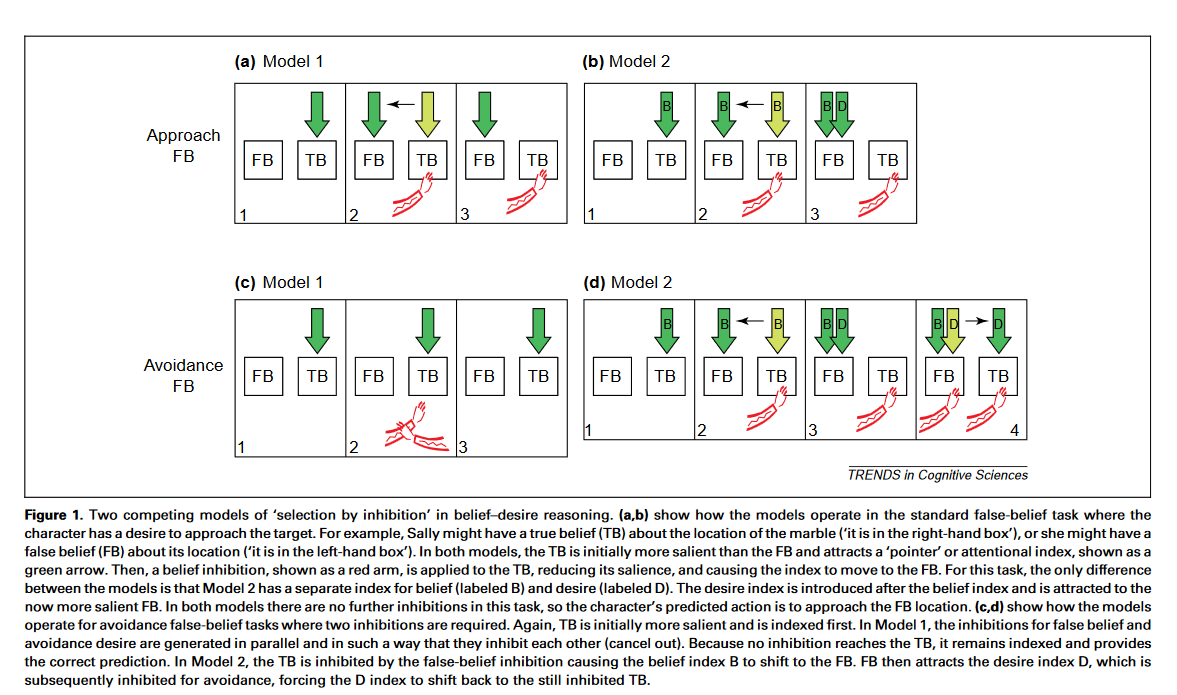 (a) Model 1
(b) Model 2
Approach
FB
FB TB FB TB FB TB
1 2 3
B B B B D
FB TB FB TB FB TB
1 2 3
(c) Model 1
(d) Model 2
Avoidance
FB
FB TB FB TB FB TB
1 2 3
B B B B D B D D
FB TB FB TB FB TB FB TB
1 2 3 4
TRENDS in Cognitive Sciences
Figure 1. Two competing models of ‘selection by inhibition’ in belief–desire reasoning. (a,b) show how the models operate in the standard false-belief task where the
character has a desire to approach the target. For example, Sally might have a true belief (TB) about the location of the marble (‘it is in the right-hand box’), or she might have a
false belief (FB) about its location (‘it is in the left-hand box’). In both models, the TB is initially more salient than the FB and attracts a ‘pointer’ or attentional index, shown as a
green arrow. Then, a belief inhibition, shown as a red arm, is applied to the TB, reducing its salience, and causing the index to move to the FB. For this task, the only difference
between the models is that Model 2 has a separate index for belief (labeled B) and desire (labeled D). The desire index is introduced after the belief index and is attracted to the
now more salient FB. In both models there are no further inhibitions in this task, so the character’s predicted action is to approach the FB location. (c,d) show how the models
operate for avoidance false-belief tasks where two inhibitions are required. Again, TB is initially more salient and is indexed first. In Model 1, the inhibitions for false belief and
avoidance desire are generated in parallel and in such a way that they inhibit each other (cancel out). Because no inhibition reaches the TB, it remains indexed and provides
the correct prediction. In Model 2, the TB is inhibited by the false-belief inhibition causing the belief index B to shift to the FB. FB then attracts the desire index D, which is
subsequently inhibited for avoidance, forcing the D index to shift back to the still inhibited TB.